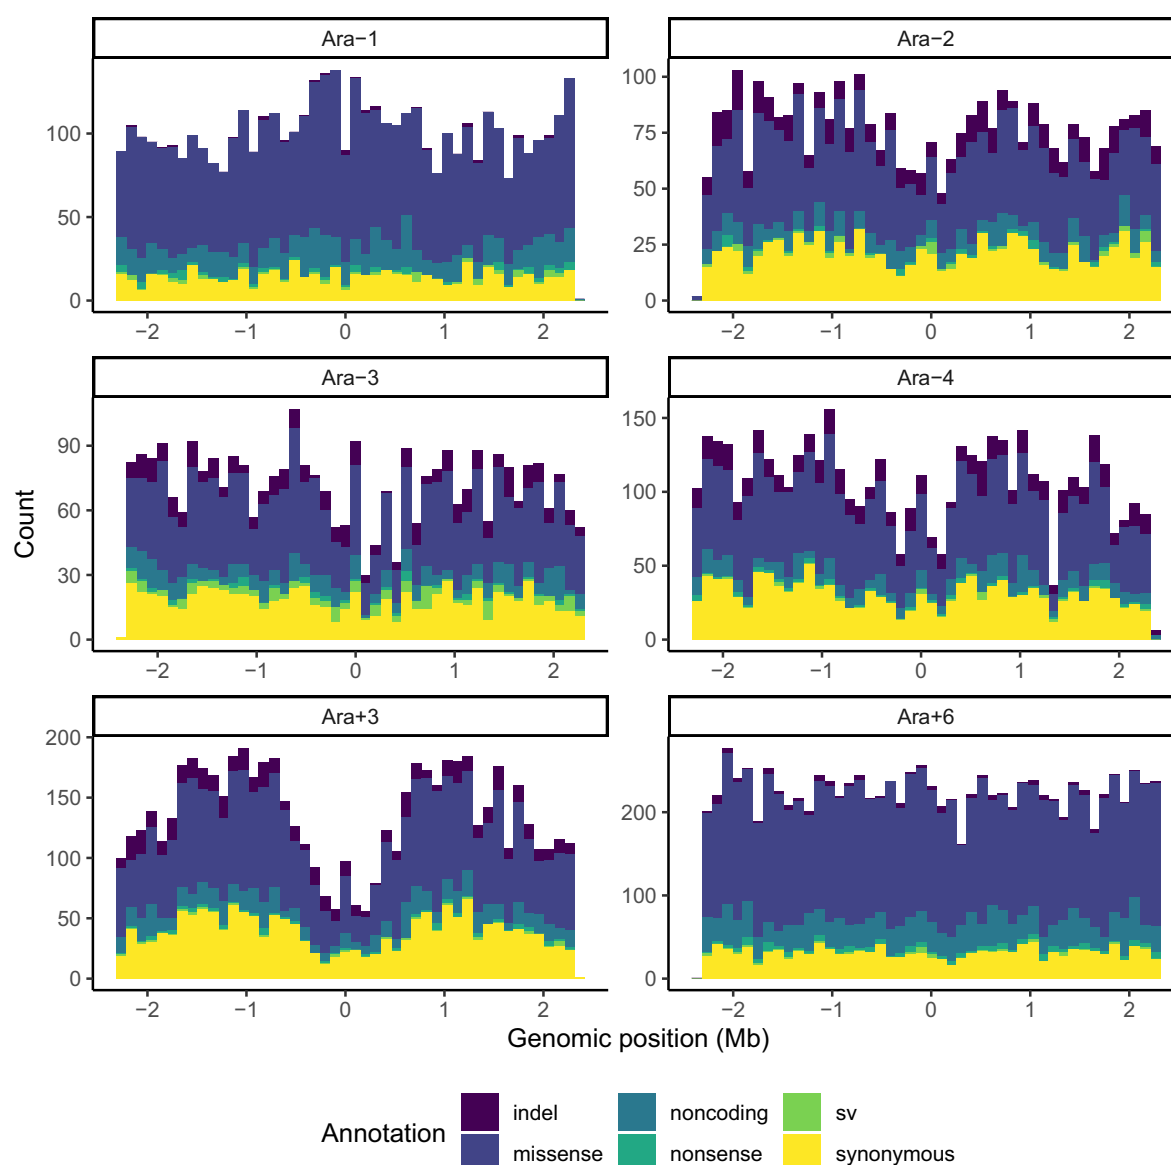 Ara−1
Ara−2
100
50
0
−2 −1 0 1 2
100
75
50
25
0
−2 −1 0 1 2
Ara−3
Ara−4
90
60
30
0
−2 −1 0 1 2
150
100
50
0
−2 −1 0 1 2
Count
Ara+3
Ara+6
200
150
100
50
0
−2 −1 0 1 2
200
100
0
−2 −1 0 1 2
Genomic position (Mb)
Annotation
indel
missense
noncoding
nonsense
sv
synonymous